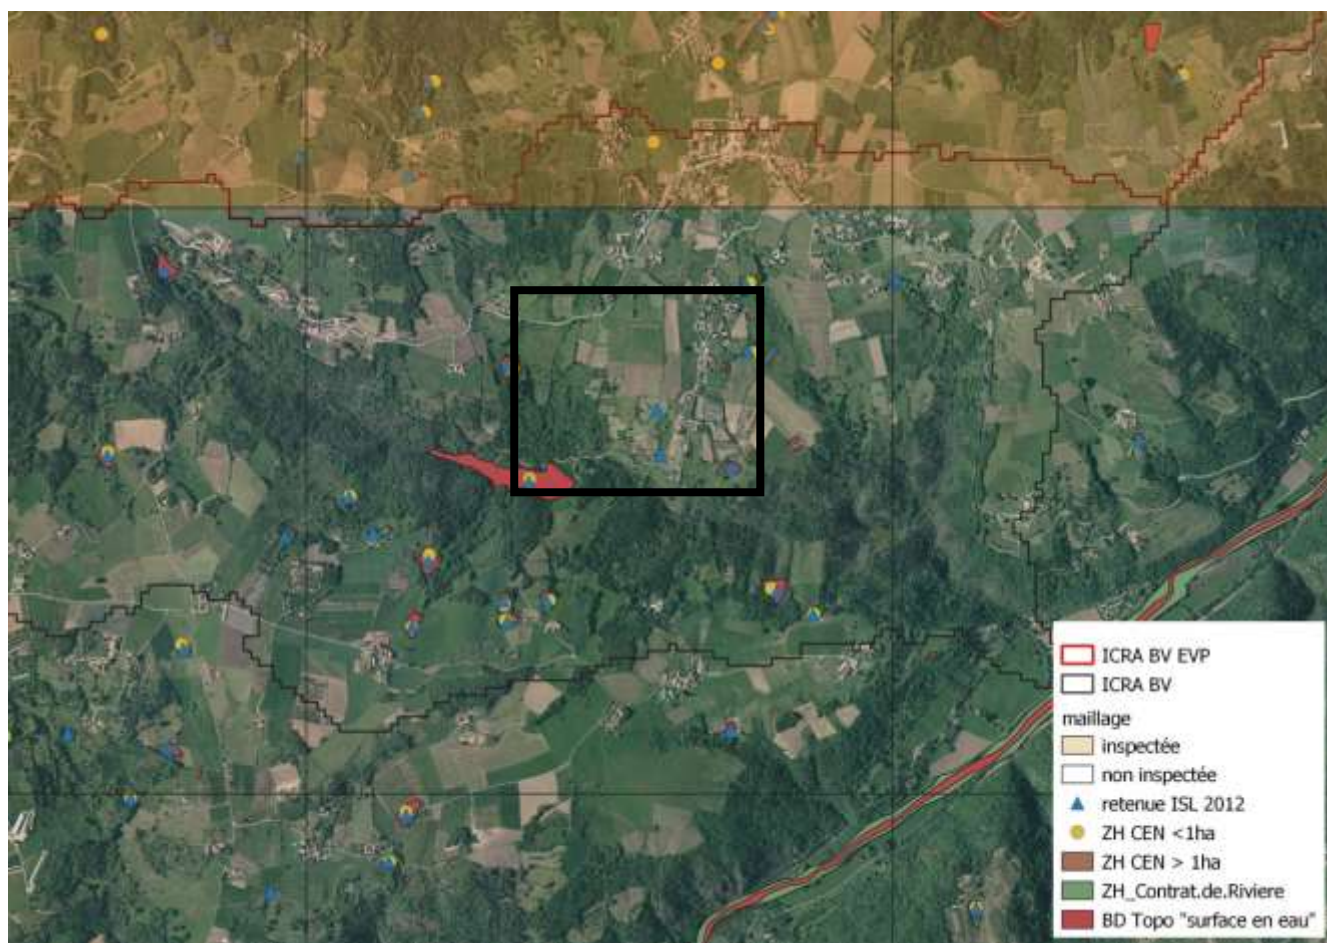 ICRA BV EVP
ICRA BV
maillage
inspectée
non inspectée
retenue ISL 2012
ZH CEN <1ha
ZH CEN > 1ha
ZH_Contrat.de.Riviere
BD Topo "surface en eau"